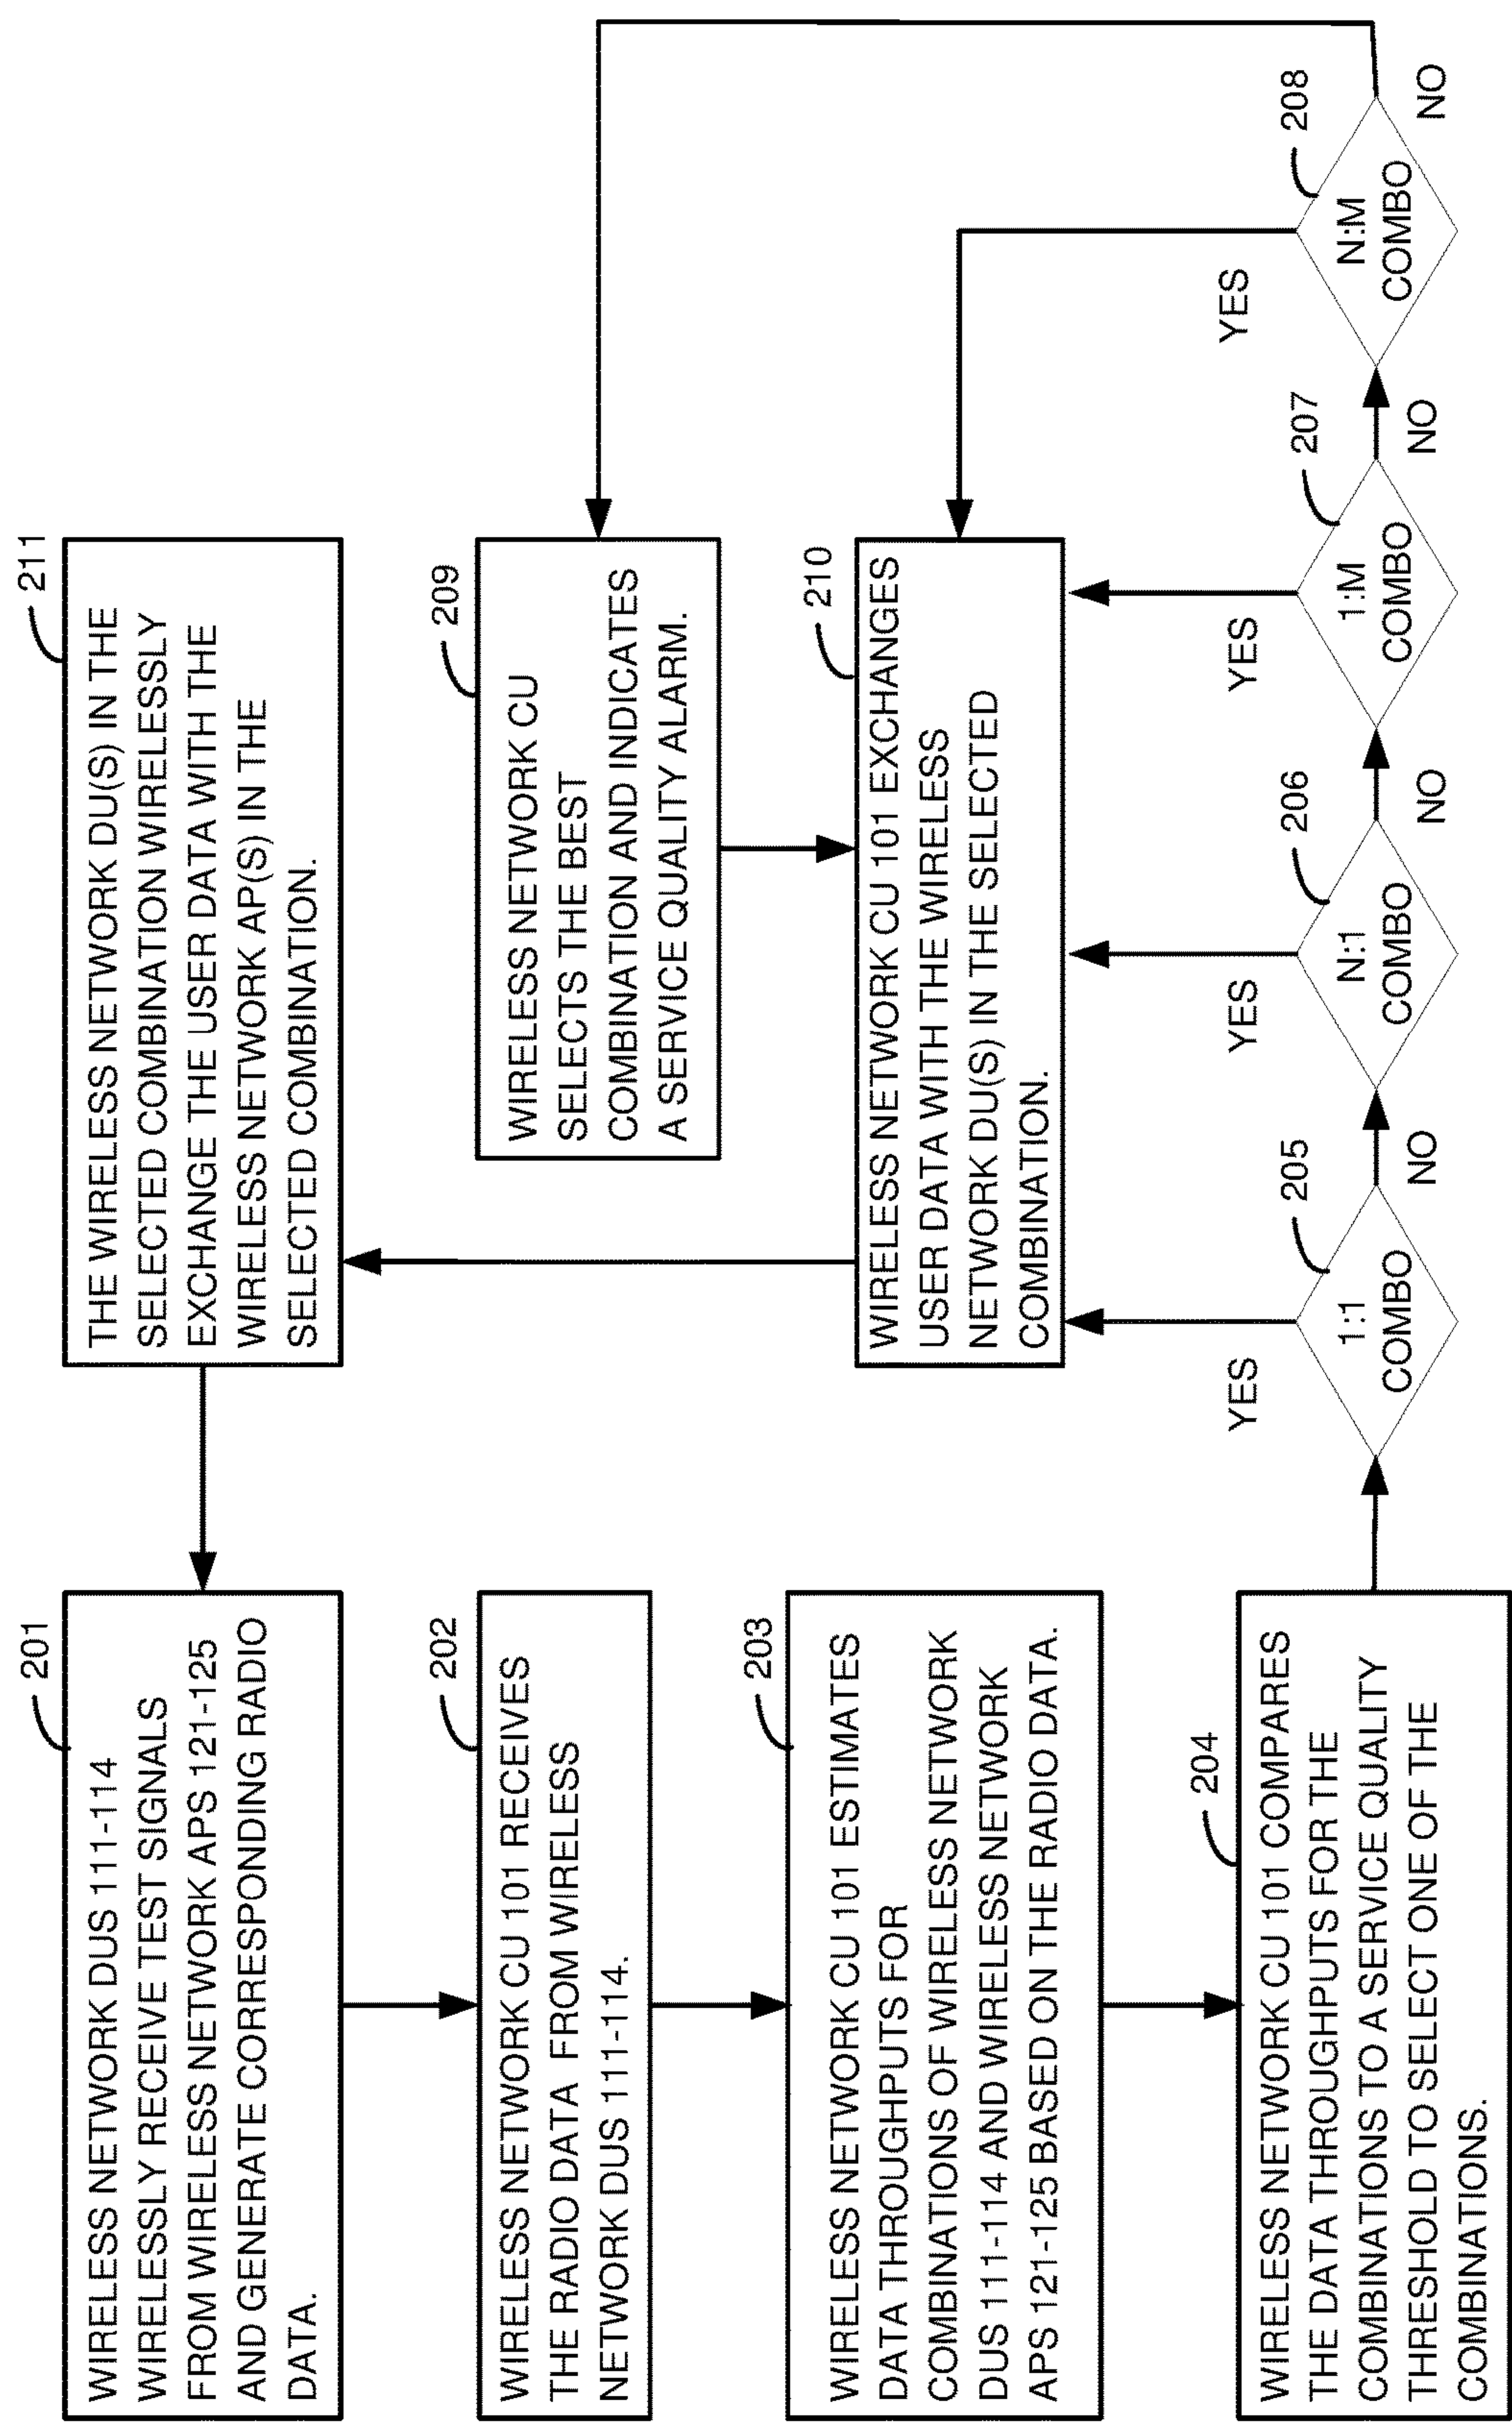 201
WIRELESS NETWORK DUS 111-114
WIRELESSLY RECEIVE TEST SIGNALS
FROM WIRELESS NETWORK APS 121-125
AND GENERATE CORRESPONDING RADIO
DATA.
202
WIRELESS NETWORK CU 101 RECEIVES
THE RADIO DATA FROM WIRELESS
NETWORK DUS 111-114.
203
WIRELESS NETWORK CU 101 ESTIMATES
DATA THROUGHPUTS FOR
COMBINATIONS OF WIRELESS NETWORK
DUS 111-114 AND WIRELESS NETWORK
APS 121-125 BASED ON THE RADIO DATA.
204
WIRELESS NETWORK CU 101 COMPARES
THE DATA THROUGHPUTS FOR THE
COMBINATIONS TO A SERVICE QUALITY
THRESHOLD TO SELECT ONE OF THE
COMBINATIONS.
205
1:1
COMBO
YES
NO
206
N:1
COMBO
YES
NO
207
1:M
COMBO
YES
NO
208
N:M
COMBO
YES
NO
209
WIRELESS NETWORK CU
SELECTS THE BEST
COMBINATION AND INDICATES
A SERVICE QUALITY ALARM.
210
WIRELESS NETWORK CU 101 EXCHANGES
USER DATA WITH THE WIRELESS
NETWORK DU(S) IN THE SELECTED
COMBINATION.
211
THE WIRELESS NETWORK DU(S) IN THE
SELECTED COMBINATION WIRELESSLY
EXCHANGE THE USER DATA WITH THE
WIRELESS NETWORK AP(S) IN THE
SELECTED COMBINATION.